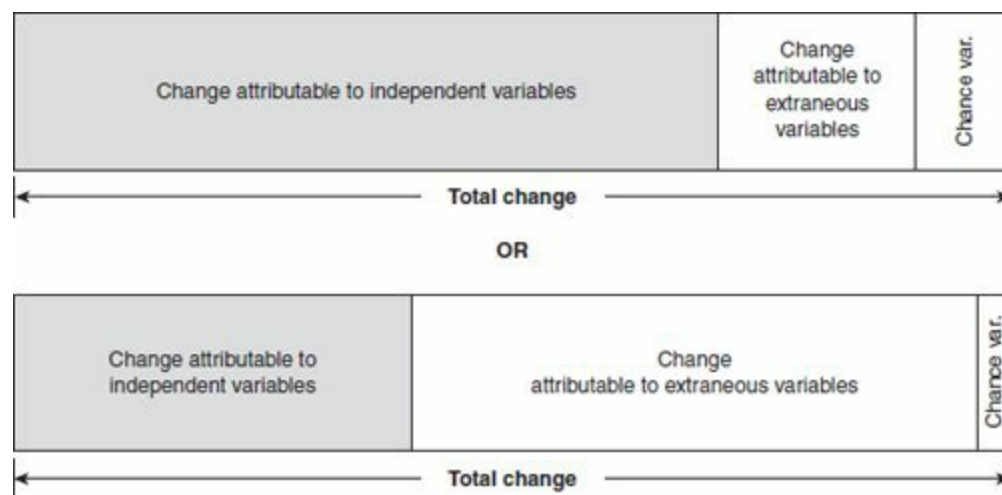 Change attributable to independent variables
Change
attributable to
extraneous
variables
Chance var.
Total change
OR
Change attributable to
independent variables
Change
attributable to extraneous variables
Chance var.
Total change